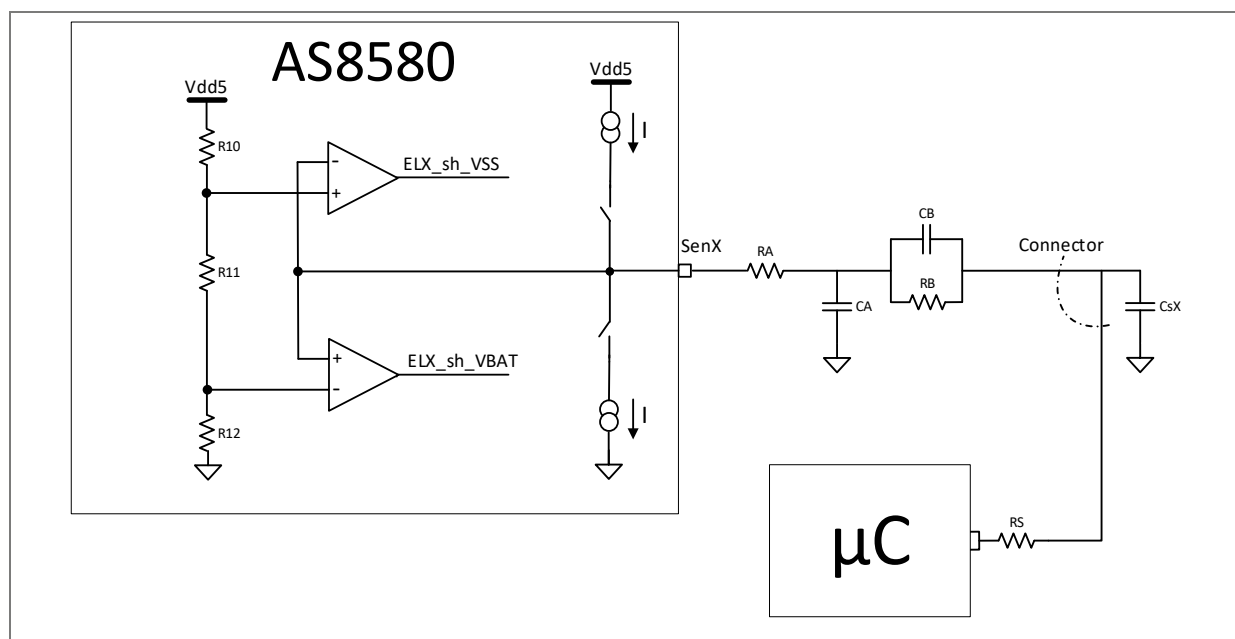 AS8580
Vdd5
Vdd5
R10
I
ELX_sh_VSS
-
+
SenX
RA
CB
Connector
R11
RB
CA
CsX
ELX_sh_VBAT
+
-
I
R12
µC
RS